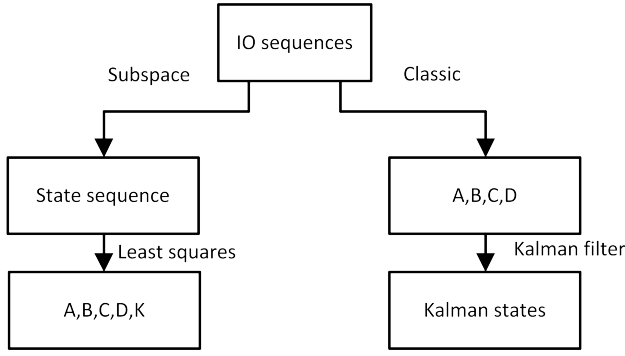 IO sequences
Subspace
Classic
State sequence
A,B,C,D
Least squares
Kalman filter
A,B,C,D,K
Kalman states